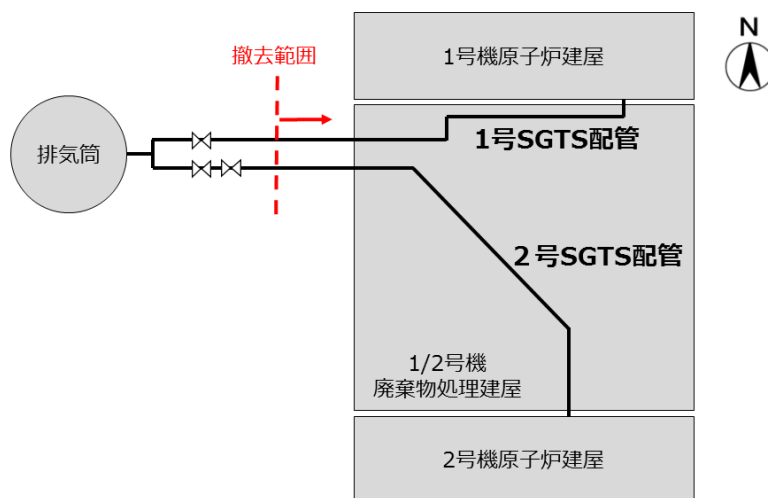 N
1号機原子炉建屋
撤去範囲
1号SGTS配管
排気筒
２号SGTS配管
1/2号機
廃棄物処理建屋
2号機原子炉建屋